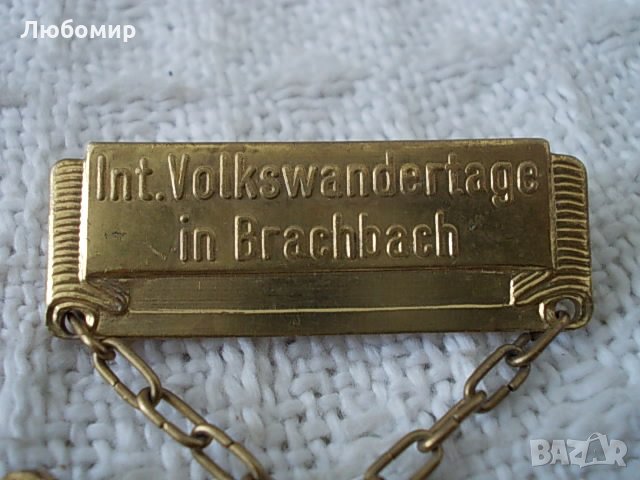 Любомир
Int. Volkswandertage
in Brachbach
BAZAR